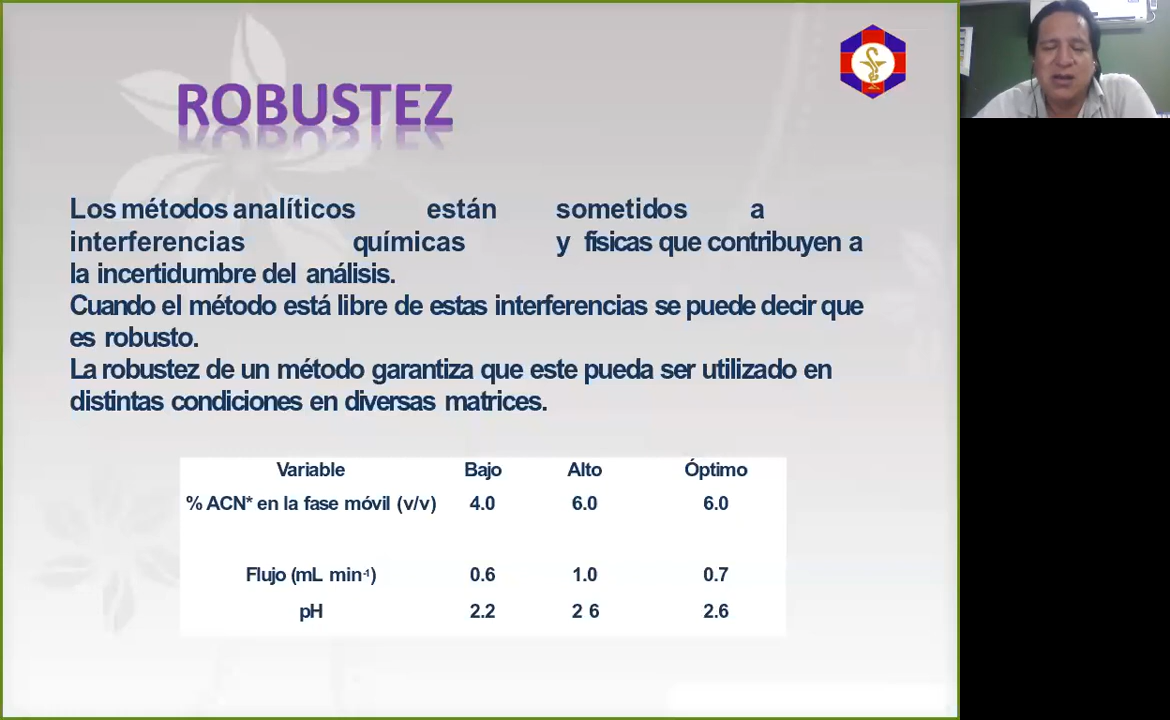 ROBUSTEZ
Los métodos analíticos están sometidos a
interferencias químicas y físicas que contribuyen a
la incertidumbre del análisis.
Cuando el método está libre de estas interferencias se puede decir que
es robusto.
La robustez de un método garantiza que este pueda ser utilizado en
distintas condiciones en diversas matrices.
Variable Bajo Alto Óptimo
% ACN* en la fase móvil (v/v) 4.0 6.0 6.0
Flujo (mL min-1) 0.6 1.0 0.7
pH 2.2 2 6 2.6